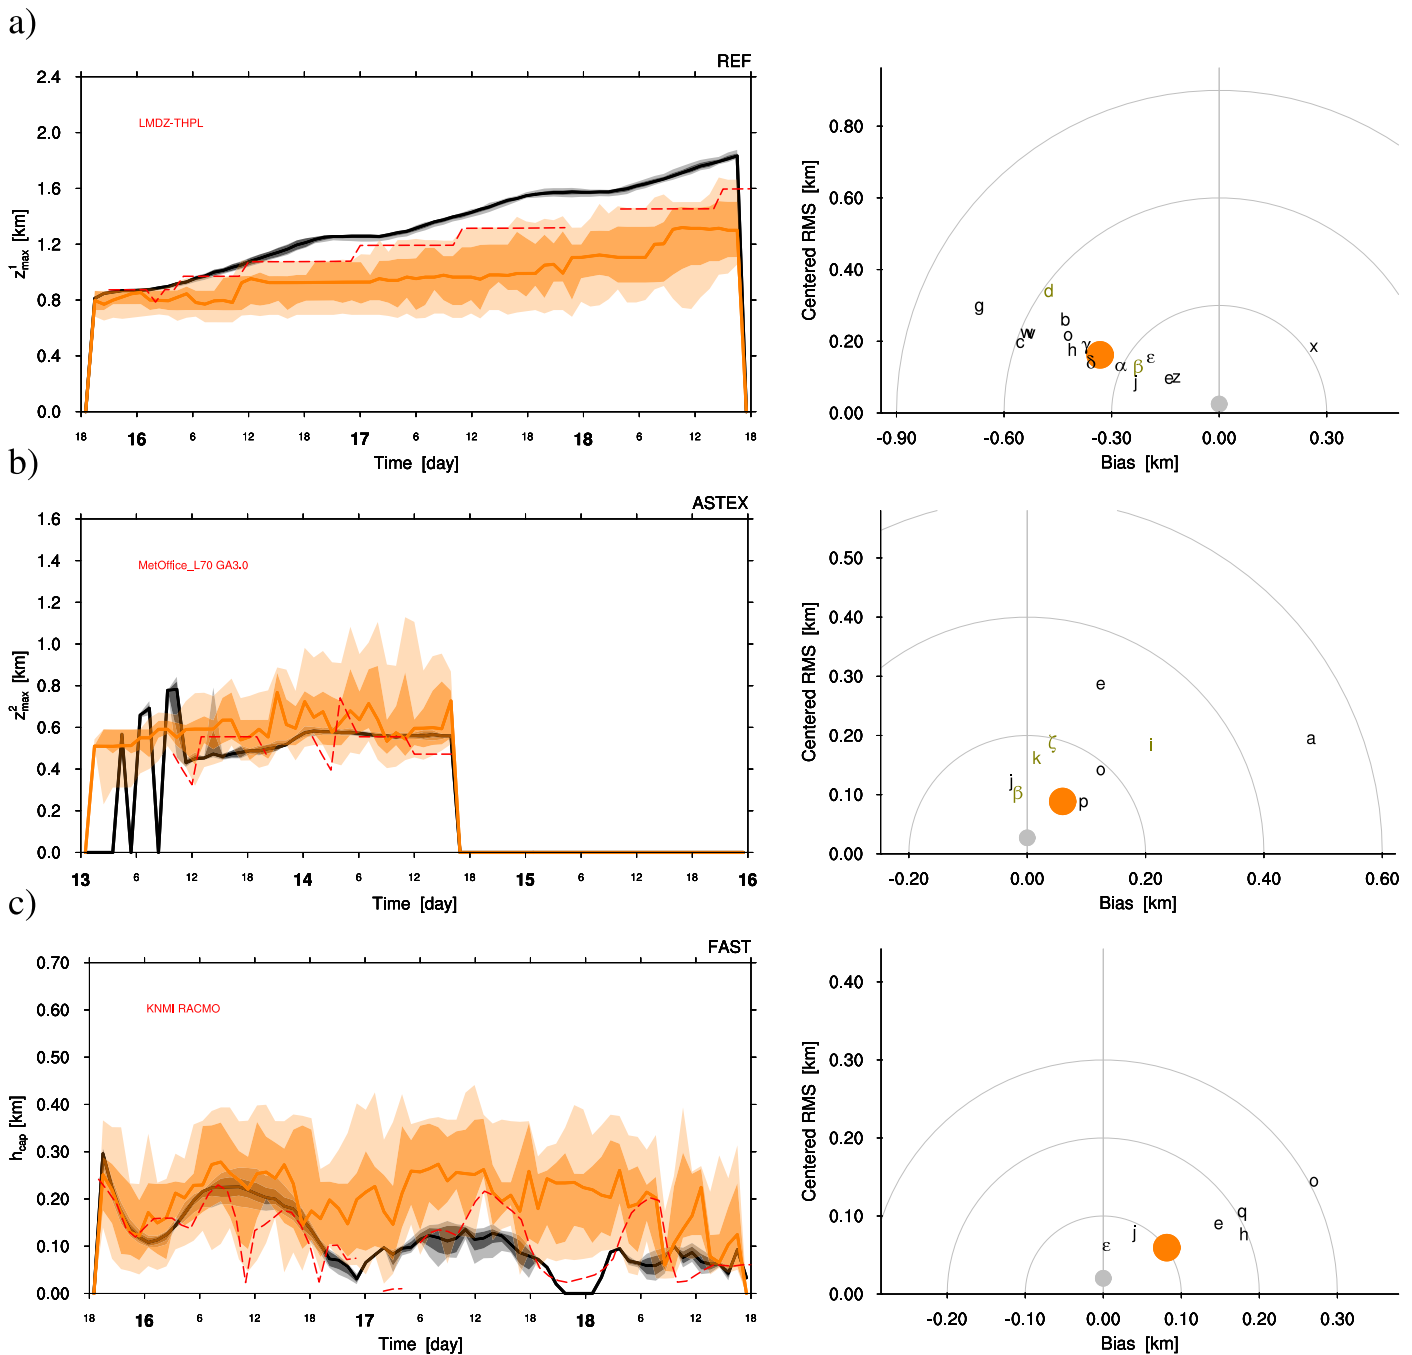 a)
REF
2.4
2.0
1.6
1.2
0.8
0.4
0.0
z¹max [km]
LMDZ-THPL
18 16 6 12 18 17 6 12 18 18 6 12 18
Time [day]
0.80
0.60
0.40
0.20
0.00
Centered RMS [km]
g d b o w v c h γ δ α β ε j e z x
-0.90 -0.60 -0.30 0.00 0.30
Bias [km]
b)
ASTEX
1.6
1.4
1.2
1.0
0.8
0.6
0.4
0.2
0.0
z²max [km]
MetOffice_L70 GA3.0
13 6 12 18 14 6 12 18 15 6 12 18 16
Time [day]
0.50
0.40
0.30
0.20
0.10
0.00
Centered RMS [km]
e a i ζ k o j β p
-0.20 0.00 0.20 0.40 0.60
Bias [km]
c)
FAST
0.70
0.60
0.50
0.40
0.30
0.20
0.10
0.00
hcap [km]
KNMI RACMO
18 16 6 12 18 17 6 12 18 18 6 12 18
Time [day]
0.40
0.30
0.20
0.10
0.00
Centered RMS [km]
o q e h j ε
-0.20 -0.10 0.00 0.10 0.20 0.30
Bias [km]